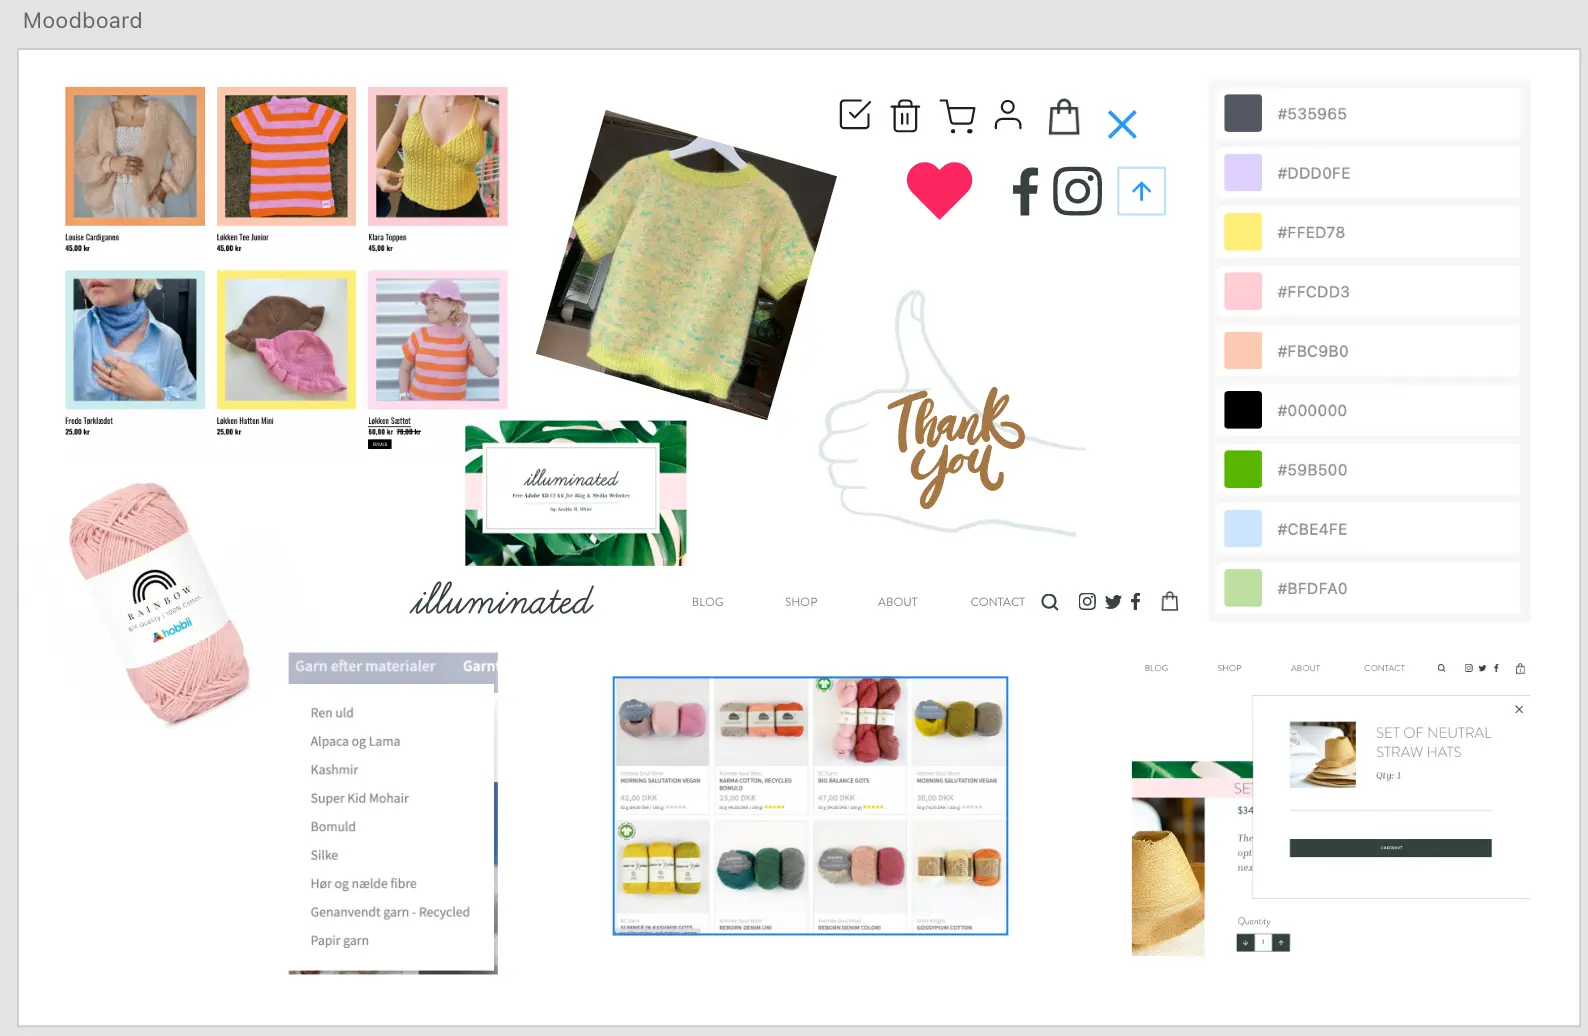 Moodboard
Louise Cardiganen
45,00 kr
Løkken Tee Junior
45,00 kr
Klara Toppen
45,00 kr
Frede Tørklædet
25,00 kr
Løkken Hatten Mini
25,00 kr
Løkken Sættet
60,00 kr 70,00 kr
#535965
#DDD0FE
#FFED78
#FFCDD3
#FBC9B0
#000000
#59B500
#CBE4FE
#BFDFA0
Thank
you
illuminated
Free Adobe XD UI Kit for Blog & Media Websites
RAINBOW
8/4 Quality | 100% Cotton
hobbii
illuminated
BLOG SHOP ABOUT CONTACT
Garn efter materialer Garnt
Ren uld
Alpaca og Lama
Kashmir
Super Kid Mohair
Bomuld
Silke
Hør og nælde fibre
Genanvendt garn - Recycled
Papir garn
MORNING SALUTATION VEGAN
42,00 DKK
KARMA COTTON, RECYCLED
BOMULD
23,00 DKK
BC Garn
BIO BALANCE GOTS
47,00 DKK
MORNING SALUTATION VEGAN
38,00 DKK
BC Garn
SUMMER IN KASHMIR GOTS
REBORN DENIM UNI
REBORN DENIM COLORI
GOSSYPIUM COTTON
BLOG SHOP ABOUT CONTACT
SET OF NEUTRAL
STRAW HATS
Qty: 1
CHECKOUT
SE
$34
The
opt
nex
Quantity
1